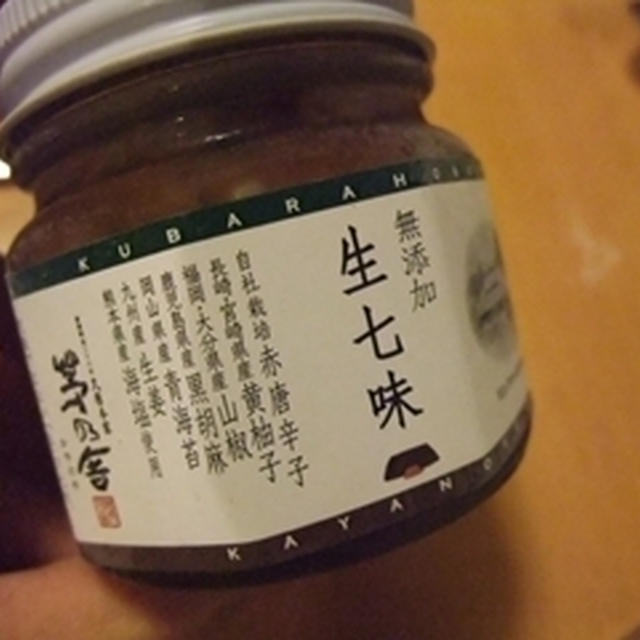 KUBARAHO
無添加
生七味
自社栽培赤唐辛子
長崎・宮崎県産黄柚子
福岡・大分県産山椒
鹿児島県産黒胡麻
岡山県産青海苔
九州産生姜
熊本県産海塩使用
茅乃舎
KAYANO